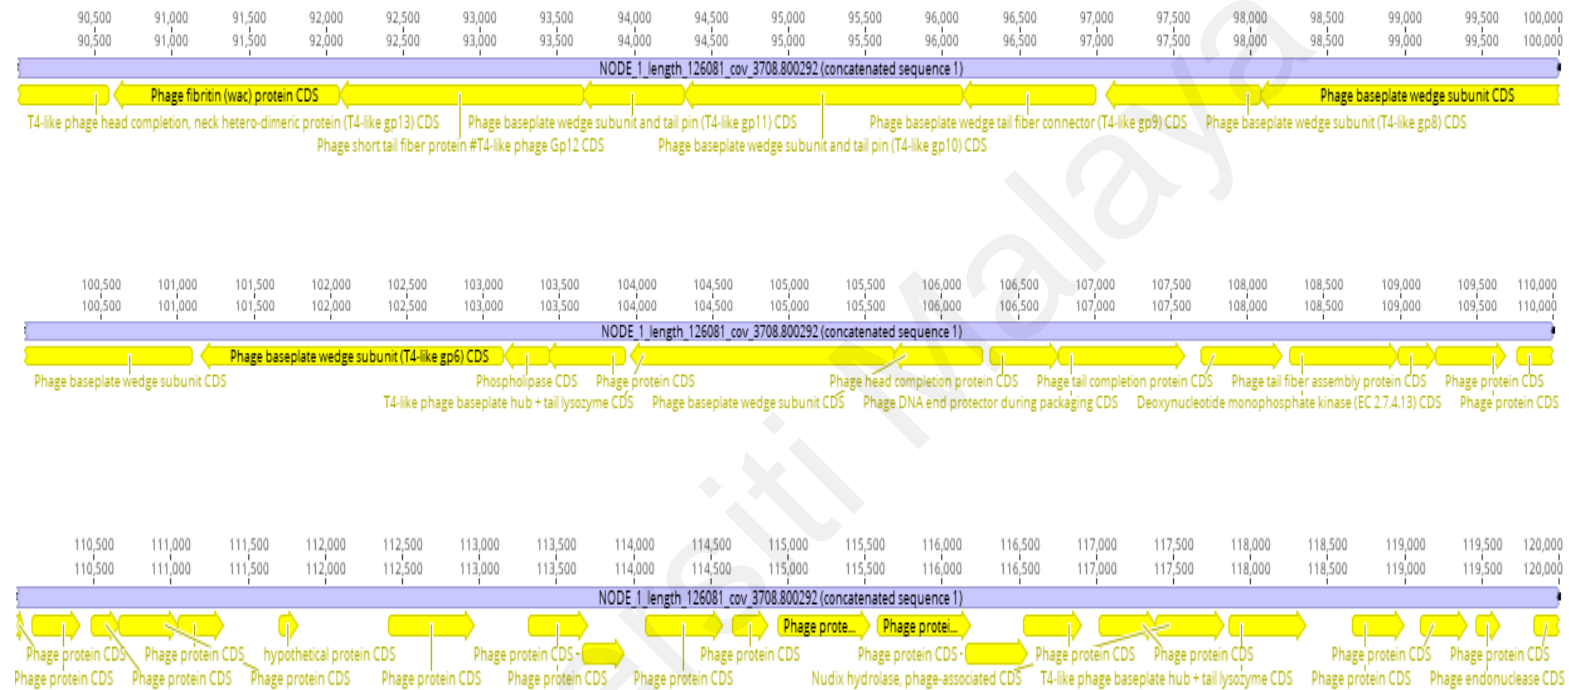 90,500 91,000 91,500 92,000 92,500 93,000 93,500 94,000 94,500 95,000 95,500 96,000 96,500 97,000 97,500 98,000 98,500 99,000 99,500 100,000
90,500 91,000 91,500 92,000 92,500 93,000 93,500 94,000 94,500 95,000 95,500 96,000 96,500 97,000 97,500 98,000 98,500 99,000 99,500 100,000
NODE_1_length_126081_cov_3708.800292 (concatenated sequence 1)
Phage fibritin (wac) protein CDS Phage baseplate wedge subunit CDS
T4-like phage head completion, neck hetero-dimeric protein (T4-like gp13) CDS Phage baseplate wedge subunit and tail pin (T4-like gp11) CDS Phage baseplate wedge tail fiber connector (T4-like gp9) CDS Phage baseplate wedge subunit (T4-like gp8) CDS
Phage short tail fiber protein #T4-like phage Gp12 CDS Phage baseplate wedge subunit and tail pin (T4-like gp10) CDS
100,500 101,000 101,500 102,000 102,500 103,000 103,500 104,000 104,500 105,000 105,500 106,000 106,500 107,000 107,500 108,000 108,500 109,000 109,500 110,000
100,500 101,000 101,500 102,000 102,500 103,000 103,500 104,000 104,500 105,000 105,500 106,000 106,500 107,000 107,500 108,000 108,500 109,000 109,500 110,000
NODE_1_length_126081_cov_3708.800292 (concatenated sequence 1)
Phage baseplate wedge subunit (T4-like gp6) CDS
Phage baseplate wedge subunit CDS Phospholipase CDS Phage protein CDS Phage head completion protein CDS Phage tail completion protein CDS Phage tail fiber assembly protein CDS Phage protein CDS
T4-like phage baseplate hub + tail lysozyme CDS Phage baseplate wedge subunit CDS Phage DNA end protector during packaging CDS Deoxynucleotide monophosphate kinase (EC 2.7.4.13) CDS Phage protein CDS
110,500 111,000 111,500 112,000 112,500 113,000 113,500 114,000 114,500 115,000 115,500 116,000 116,500 117,000 117,500 118,000 118,500 119,000 119,500 120,000
110,500 111,000 111,500 112,000 112,500 113,000 113,500 114,000 114,500 115,000 115,500 116,000 116,500 117,000 117,500 118,000 118,500 119,000 119,500 120,000
NODE_1_length_126081_cov_3708.800292 (concatenated sequence 1)
Phage prote... Phage protei...
Phage protein CDS Phage protein CDS hypothetical protein CDS Phage protein CDS Phage protein CDS Phage protein CDS Phage protein CDS Phage protein CDS Phage protein CDS Phage protein CDS
Phage protein CDS Phage protein CDS Phage protein CDS Phage protein CDS Phage protein CDS Phage protein CDS Nudix hydrolase, phage-associated CDS T4-like phage baseplate hub + tail lysozyme CDS Phage protein CDS Phage endonuclease CDS
rsiti Malaya